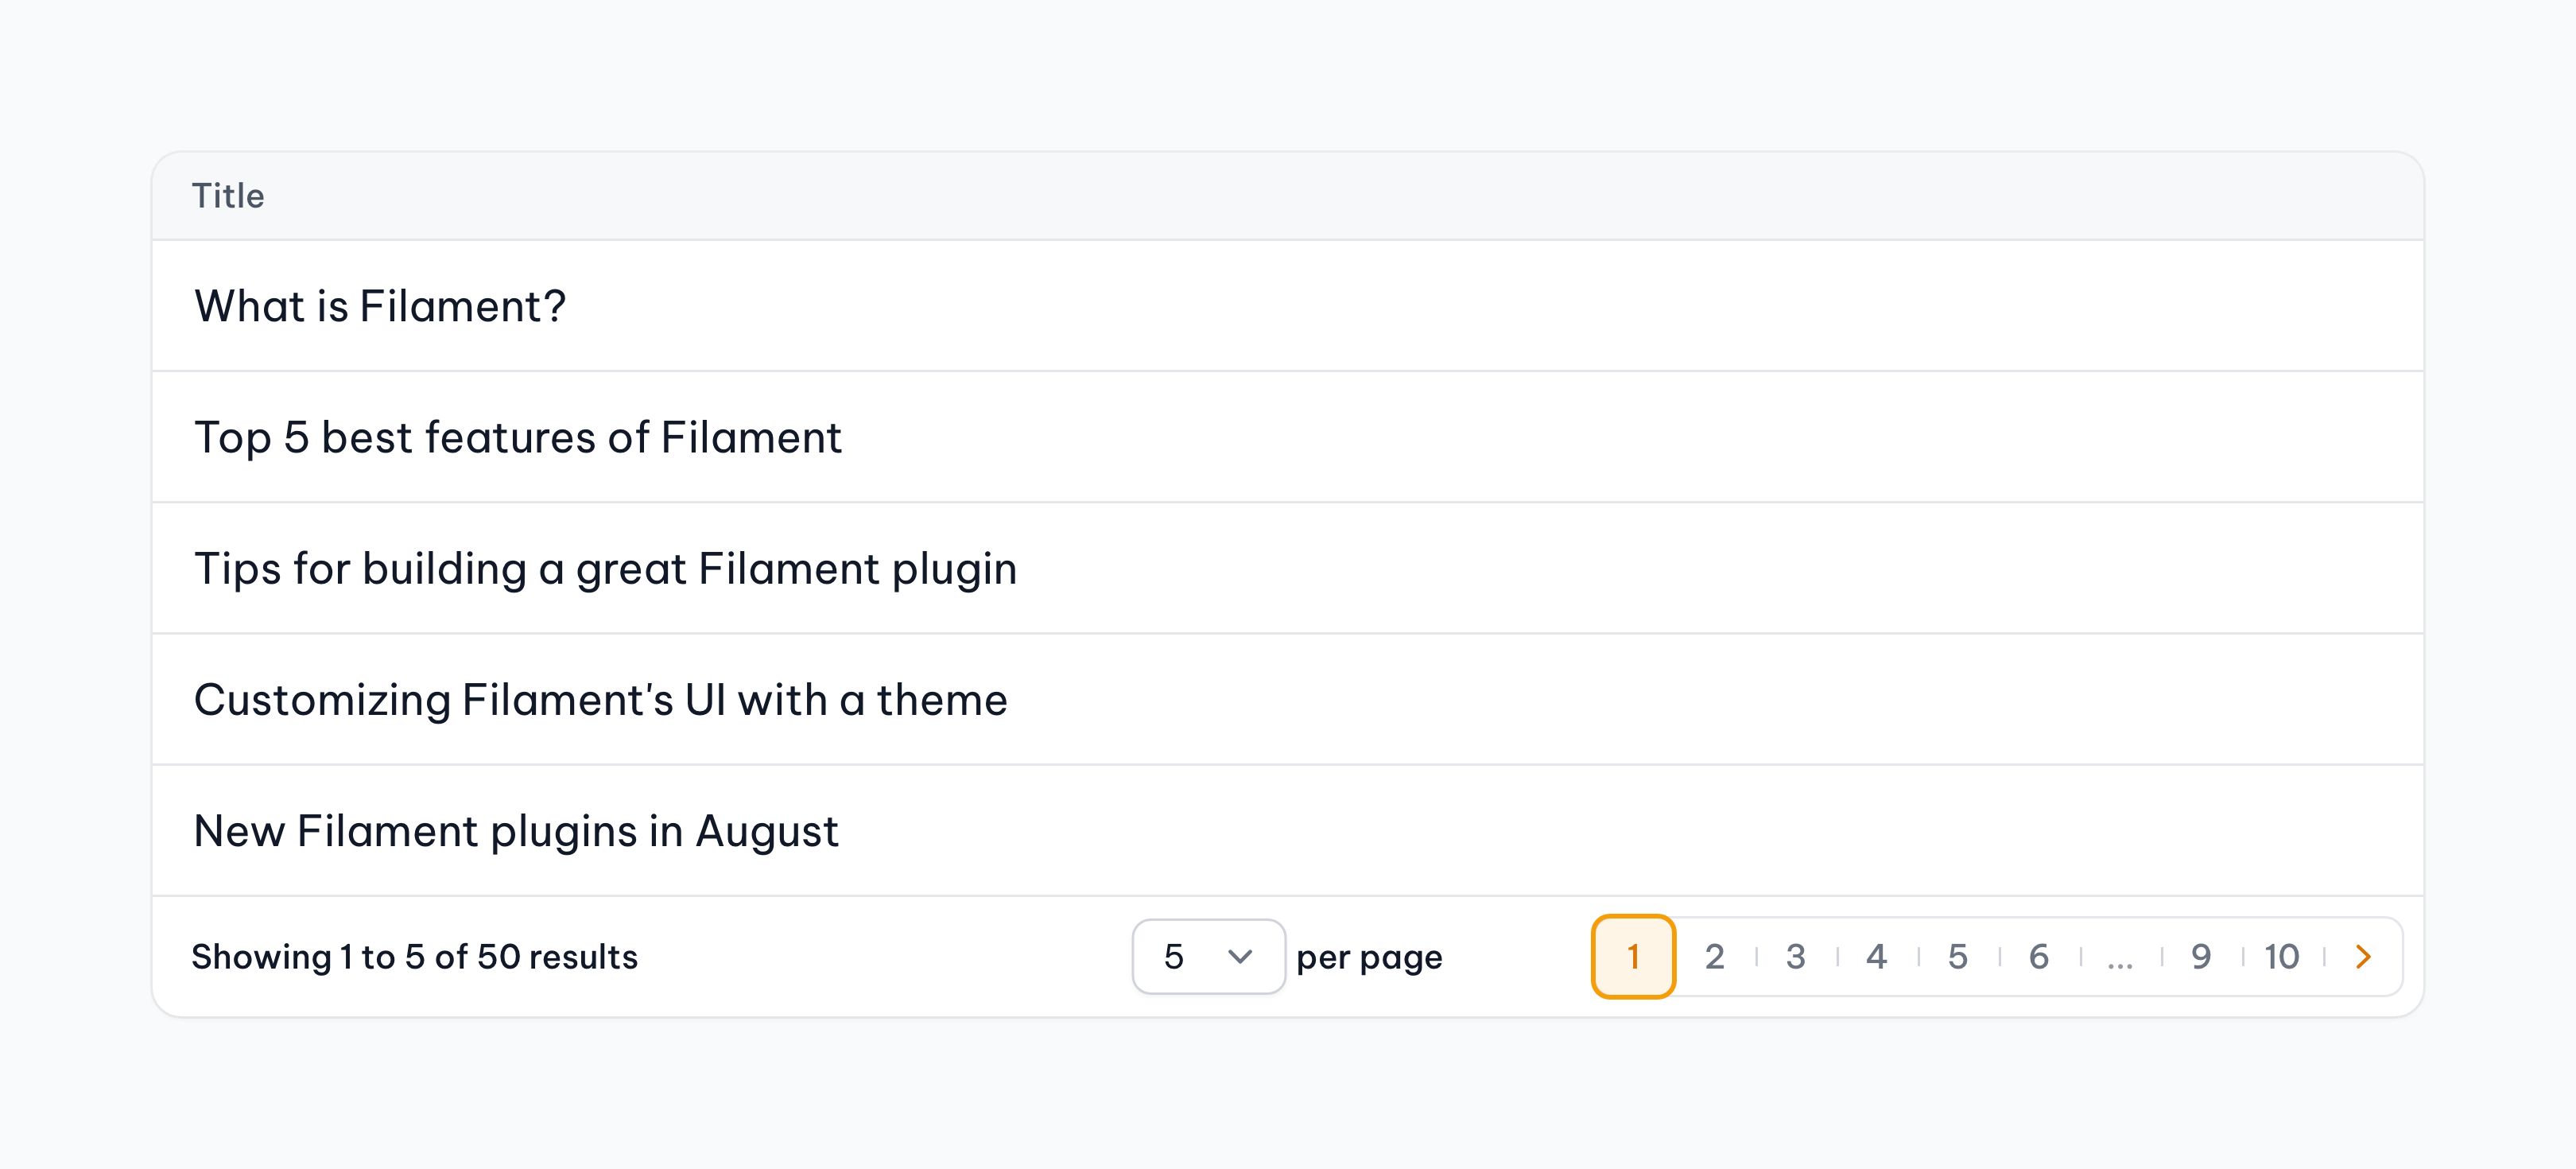 Title
What is Filament?
Top 5 best features of Filament
Tips for building a great Filament plugin
Customizing Filament's UI with a theme
New Filament plugins in August
Showing 1 to 5 of 50 results 5 per page 1 2 3 4 5 6 ... 9 10